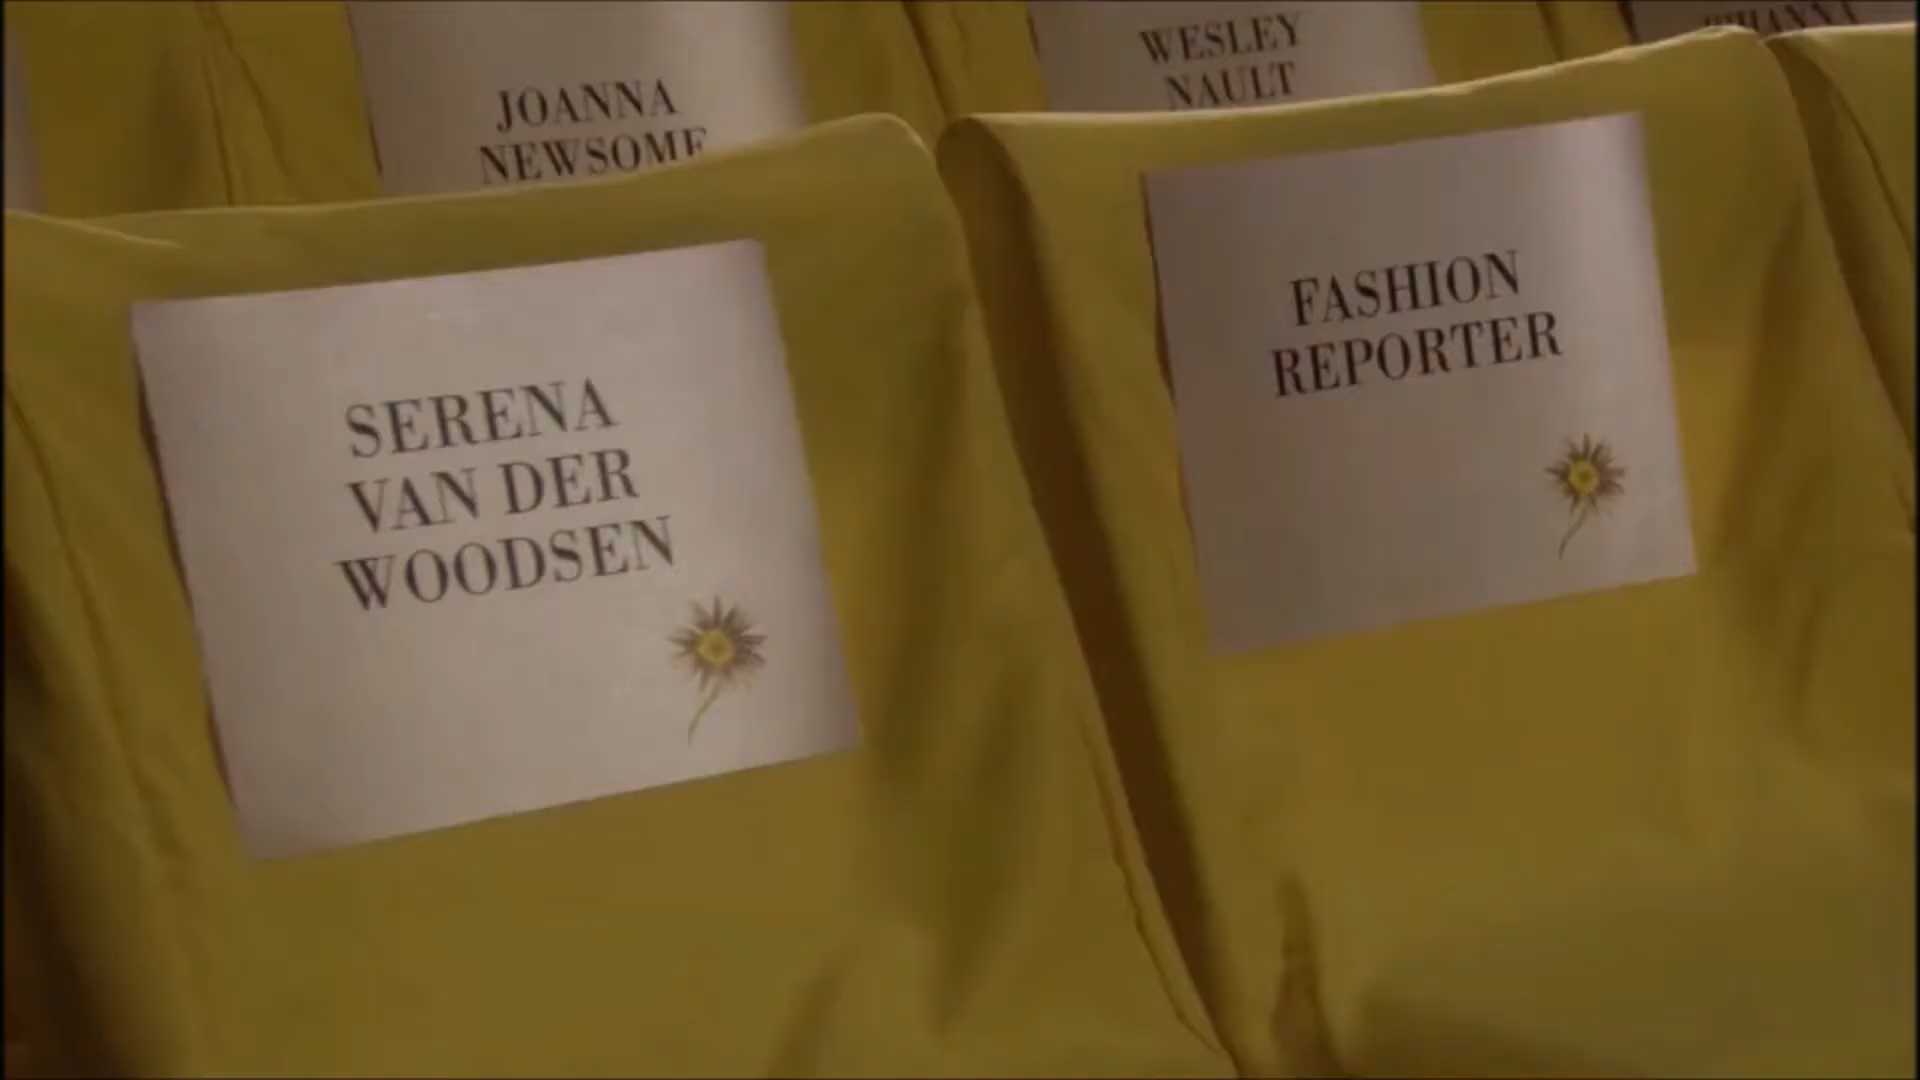 JOANNA
NEWSOME
WESLEY
NAULT
SERENA
VAN DER
WOODSEN
FASHION
REPORTER